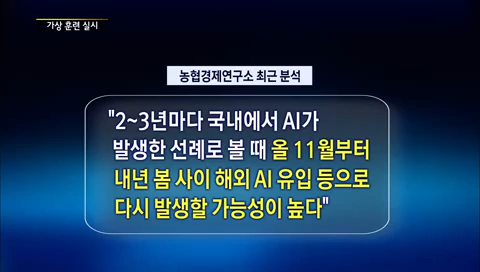 가상 훈련 실시
농협경제연구소 최근 분석
"2~3년마다 국내에서 AI가
발생한 선례로 볼 때 올 11월부터
내년 봄 사이 해외 AI 유입 등으로
다시 발생할 가능성이 높다"